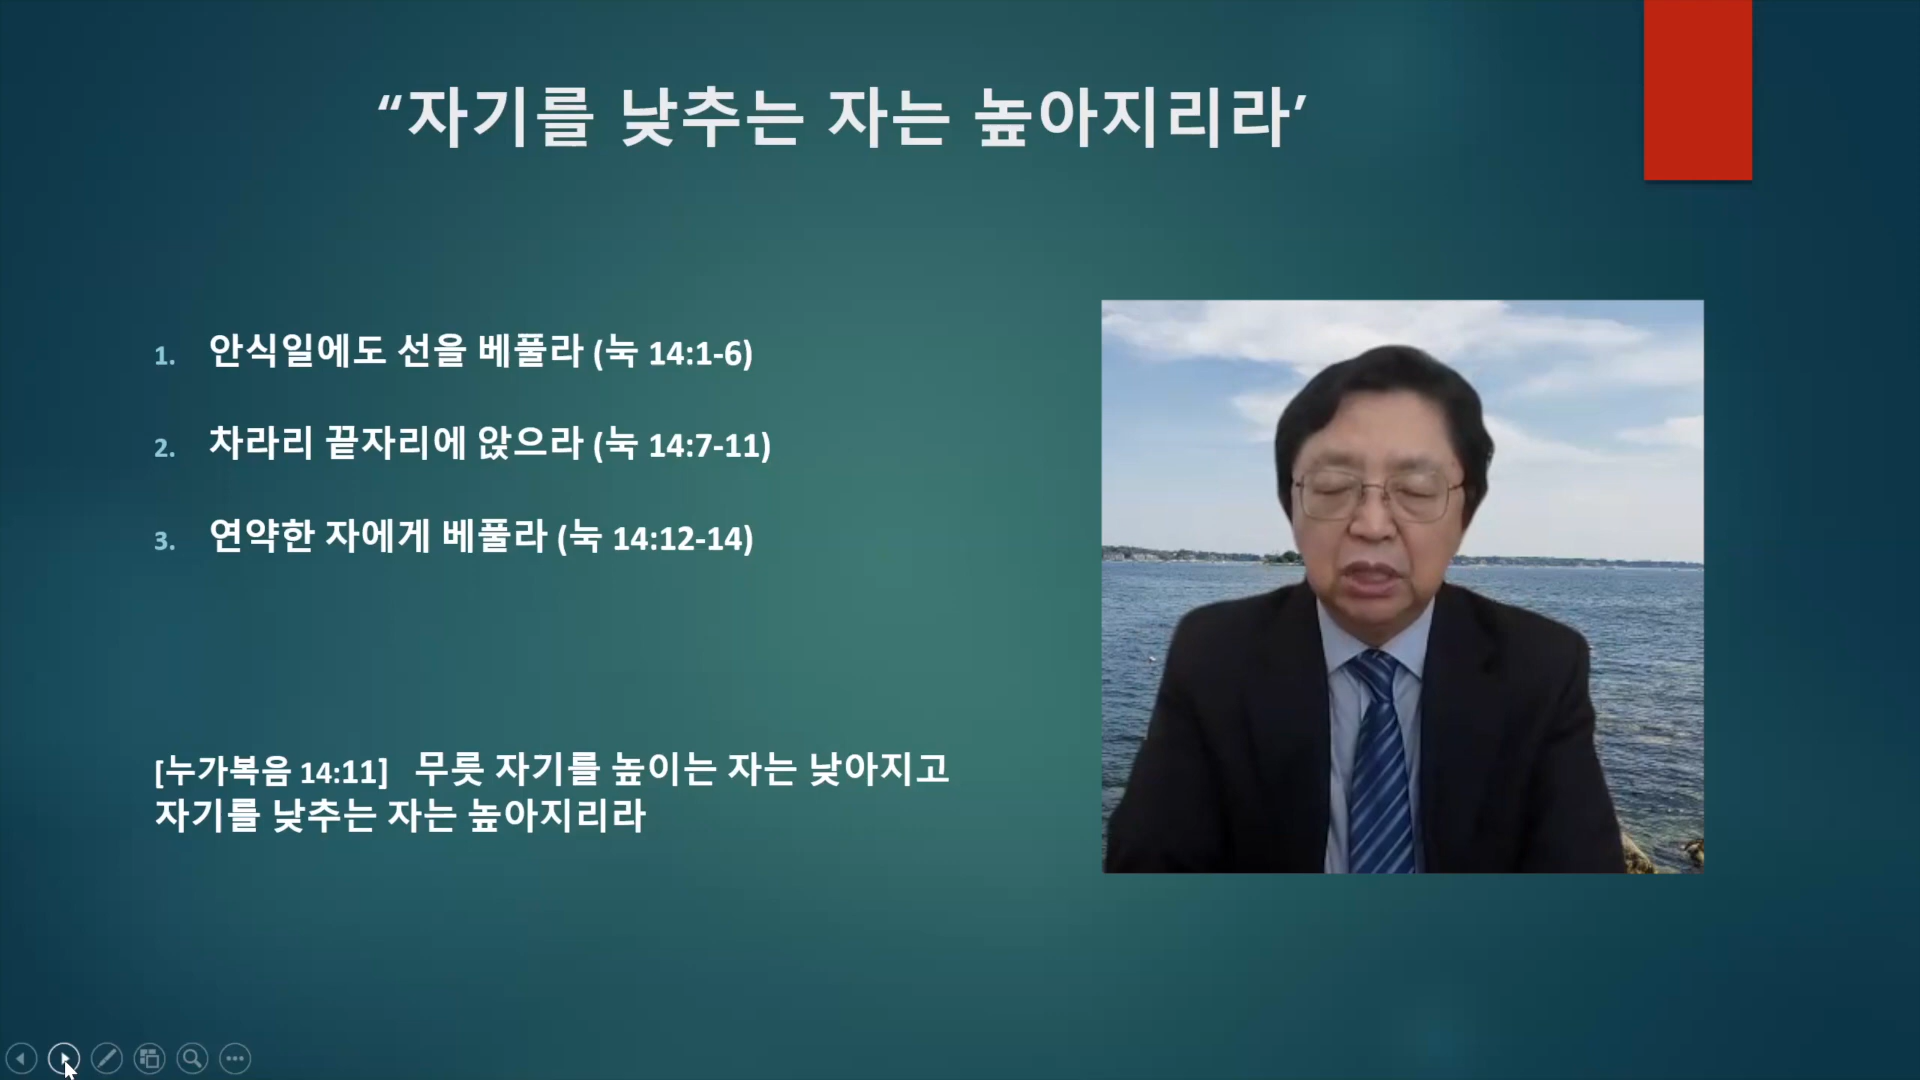 “자기를 낮추는 자는 높아지리라’
1. 안식일에도 선을 베풀라 (눅 14:1-6)
2. 차라리 끝자리에 앉으라 (눅 14:7-11)
3. 연약한 자에게 베풀라 (눅 14:12-14)
[누가복음 14:11] 무릇 자기를 높이는 자는 낮아지고
자기를 낮추는 자는 높아지리라